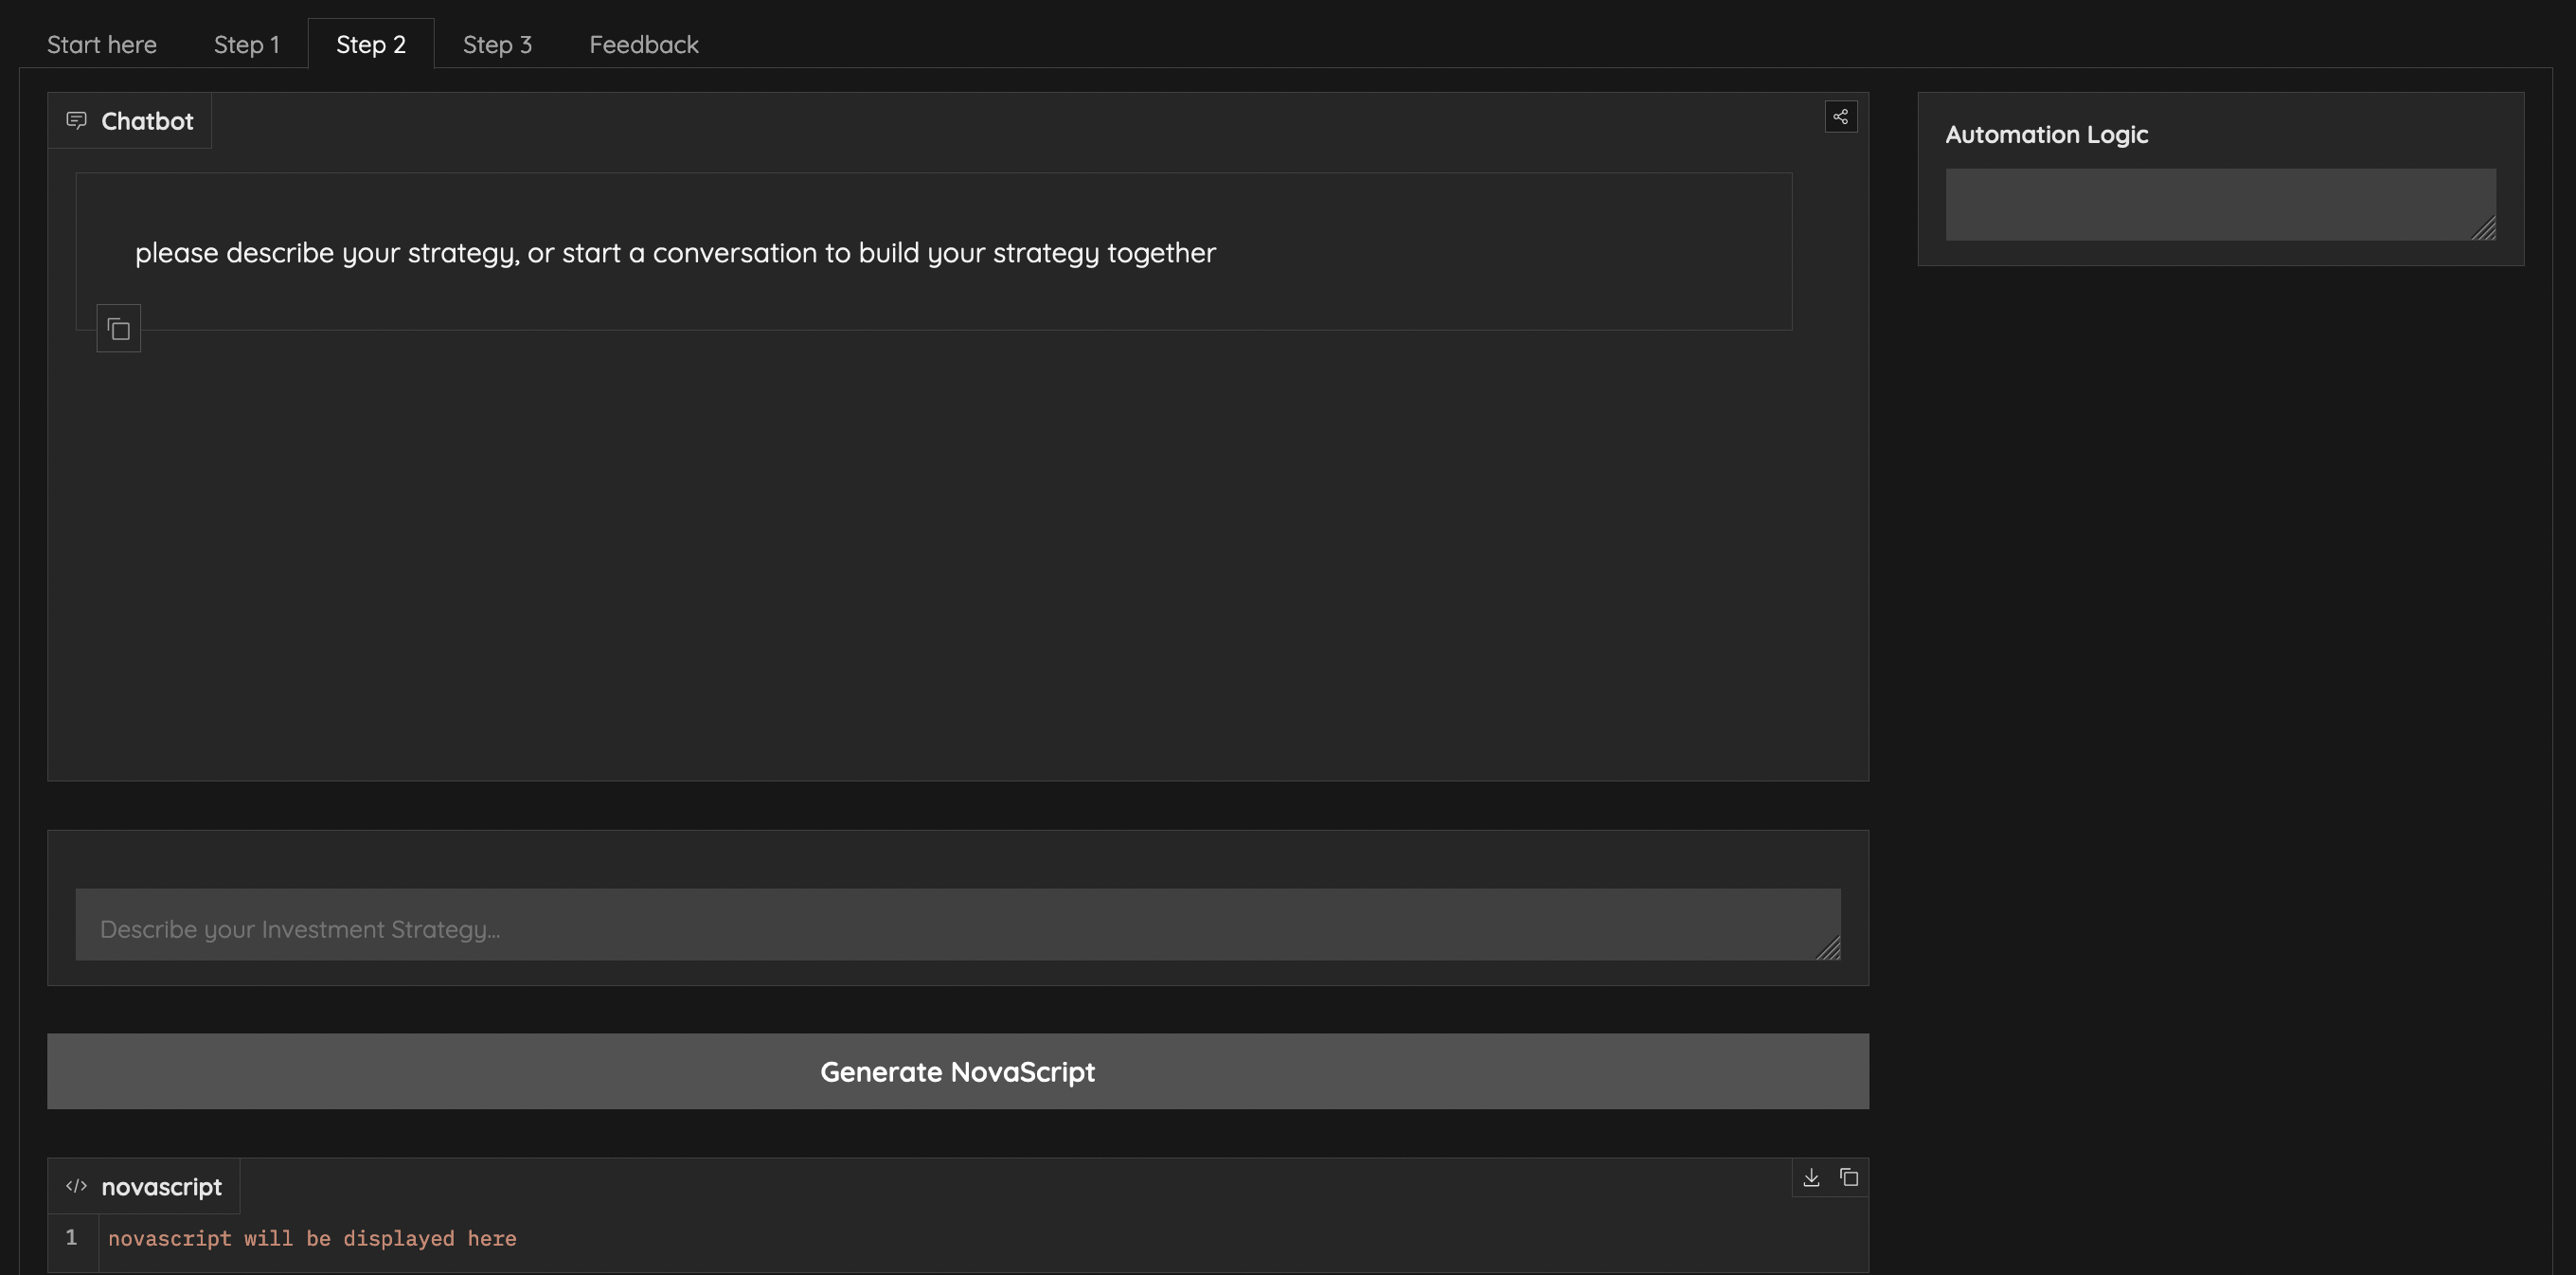 Start here
Step 1
Step 2
Step 3
Feedback
Chatbot
please describe your strategy, or start a conversation to build your strategy together
Automation Logic
Describe your Investment Strategy...
Generate NovaScript
novascript
1
novascript will be displayed here